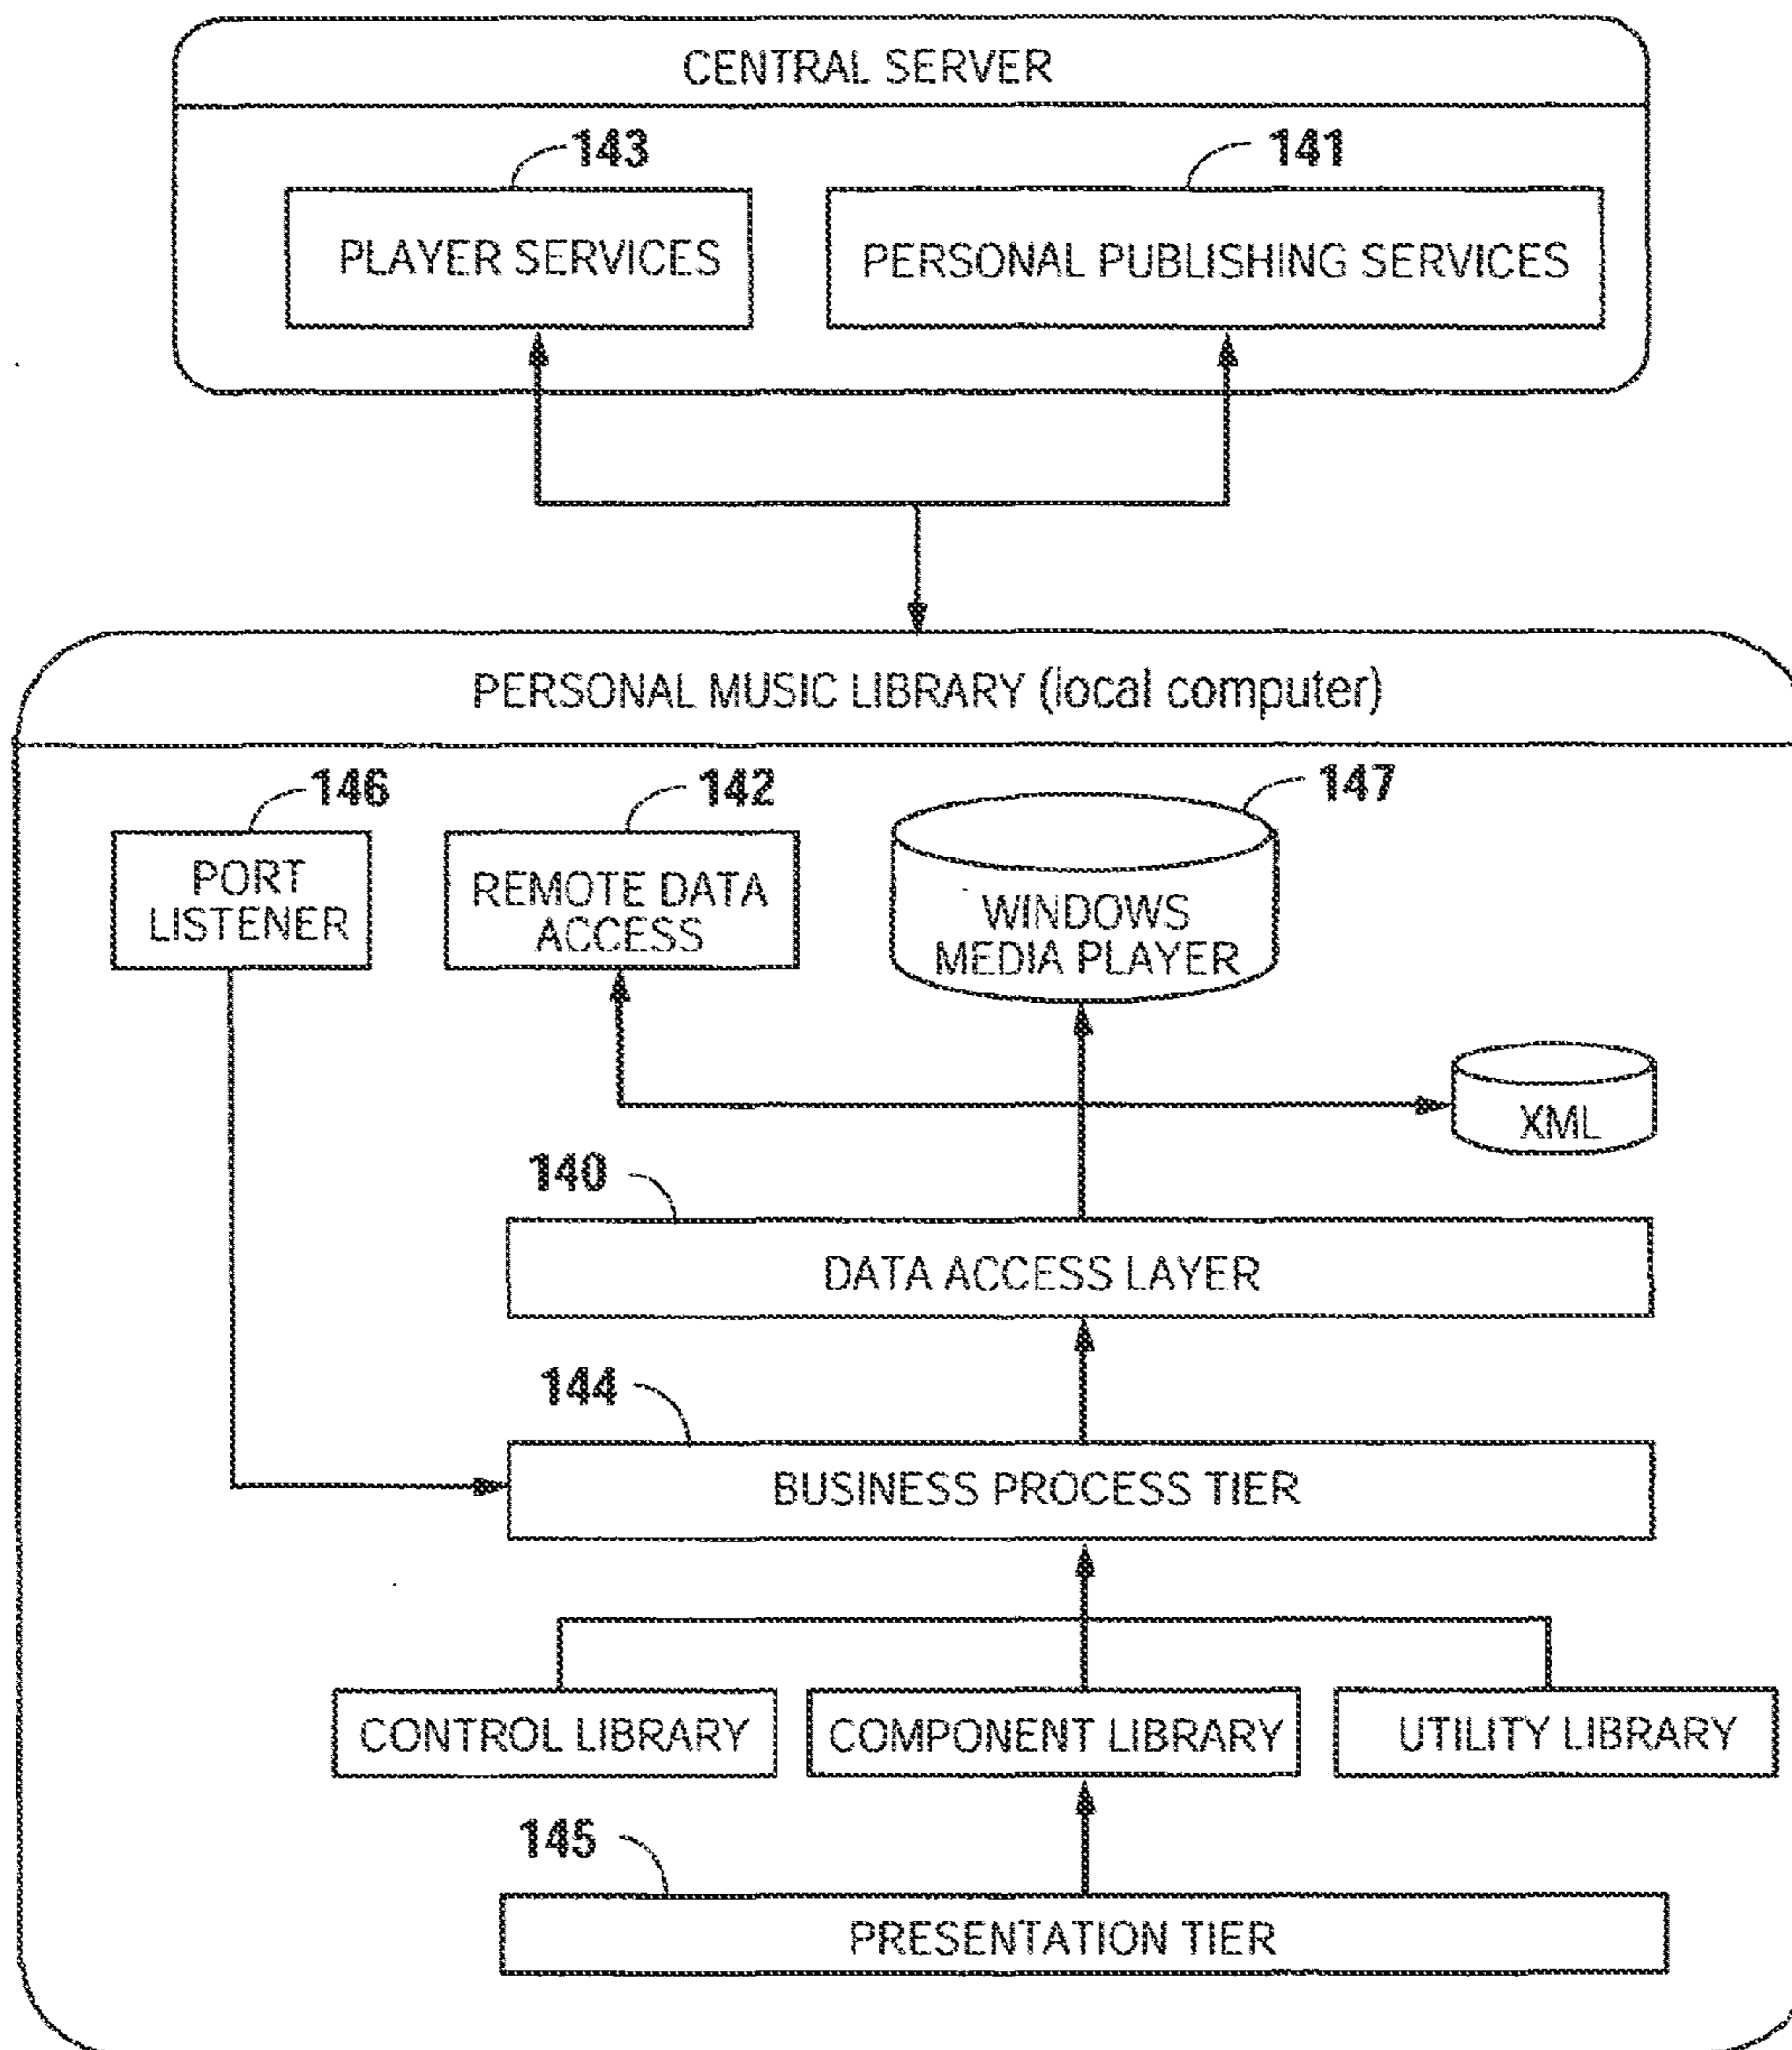 CENTRAL SERVER
143
141
PLAYER SERVICES
PERSONAL PUBLISHING SERVICES
PERSONAL MUSIC LIBRARY (local computer)
146
142
147
PORT
LISTENER
REMOTE DATA
ACCESS
WINDOWS
MEDIA PLAYER
XML
140
DATA ACCESS LAYER
144
BUSINESS PROCESS TIER
CONTROL LIBRARY
COMPONENT LIBRARY
UTILITY LIBRARY
145
PRESENTATION TIER